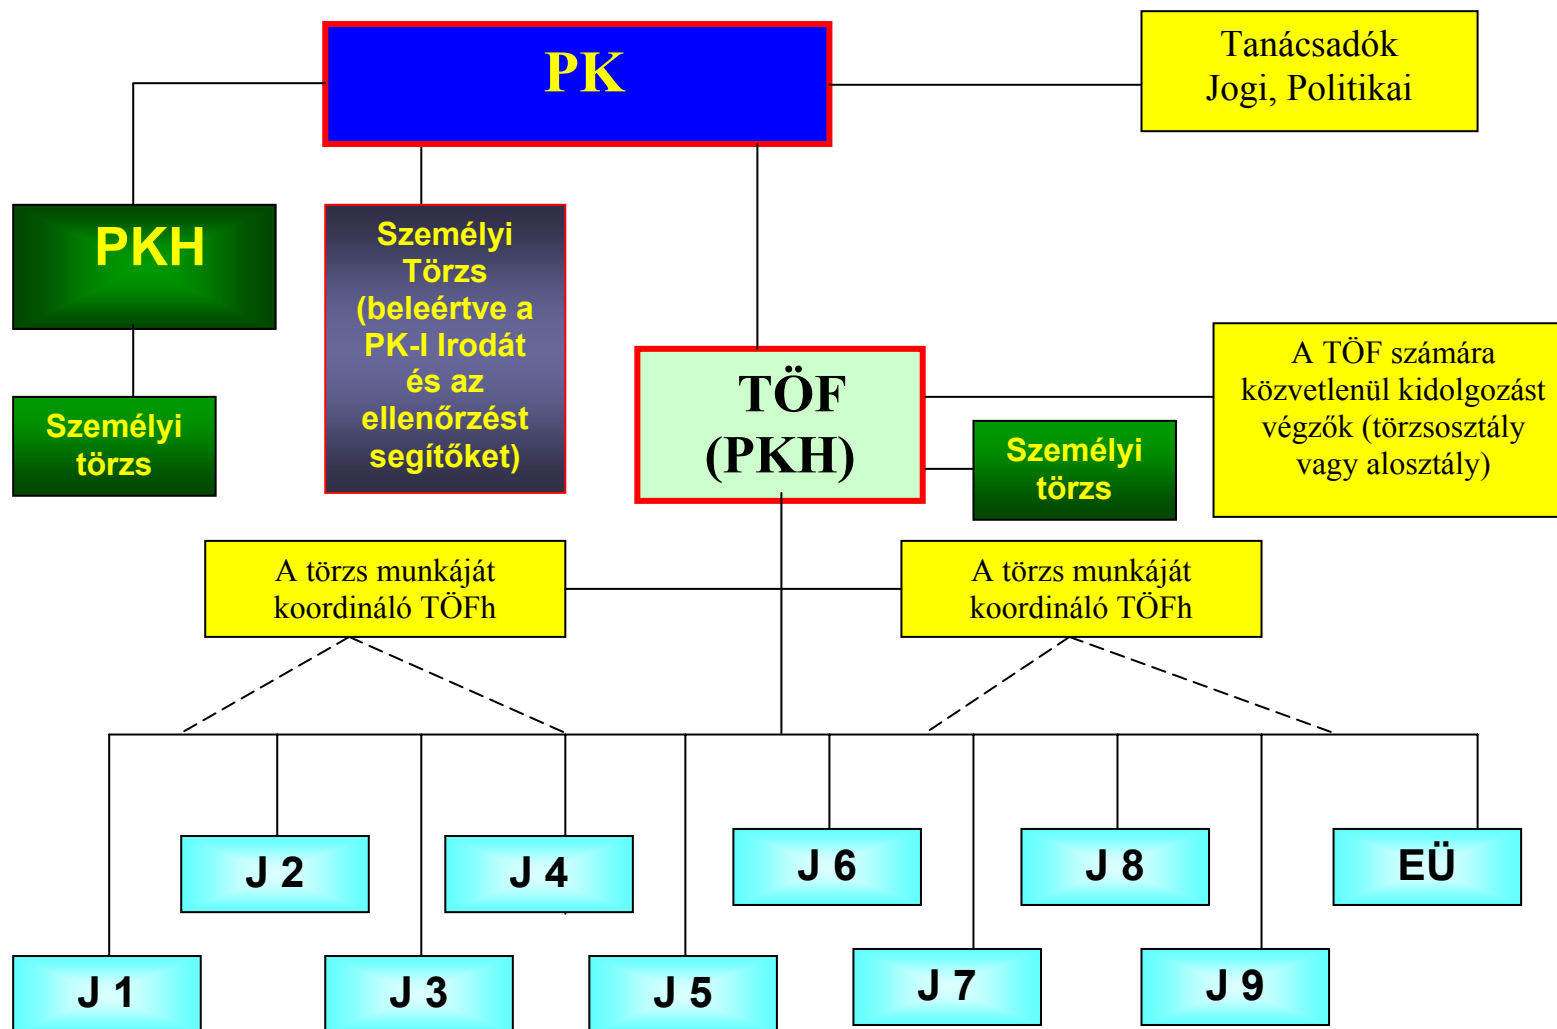 PK
Tanácsadók
Jogi, Politikai
PKH
Személyi
Törzs
(beleértve a
PK-I Irodát
és az
ellenőrzést
segítőket)
Személyi
törzs
TÖF
(PKH)
A TÖF számára
közvetlenül kidolgozást
végzők (törzsosztály
vagy alosztály)
Személyi
törzs
A törzs munkáját
koordináló TÖFh
A törzs munkáját
koordináló TÖFh
J 2
J 4
J 6
J 8
EÜ
J 1
J 3
J 5
J 7
J 9